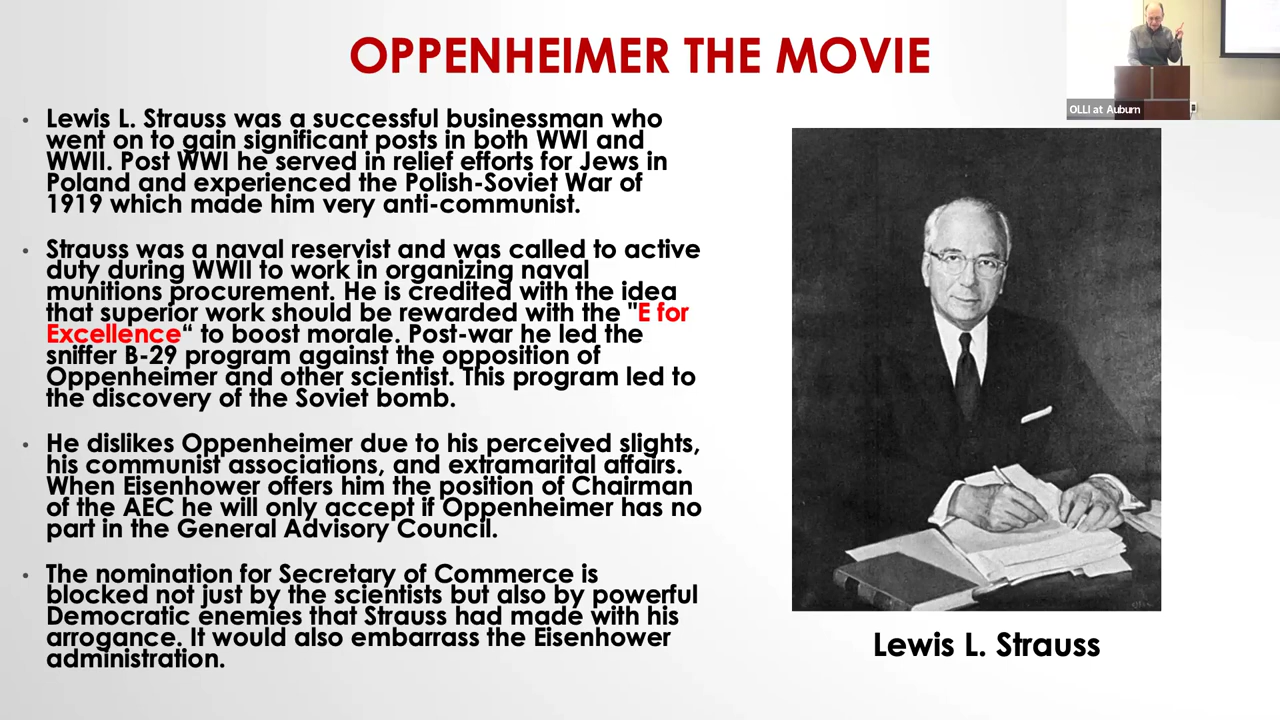 OPPENHEIMER THE MOVIE
OLLI at Auburn
• Lewis L. Strauss was a successful businessman who
went on to gain significant posts in both WWI and
WWII. Post WWI he served in relief efforts for Jews in
Poland and experienced the Polish-Soviet War of
1919 which made him very anti-communist.
• Strauss was a naval reservist and was called to active
duty during WWII to work in organizing naval
munitions procurement. He is credited with the idea
that superior work should be rewarded with the "E for
Excellence“ to boost morale. Post-war he led the
sniffer B-29 program against the opposition of
Oppenheimer and other scientist. This program led to
the discovery of the Soviet bomb.
• He dislikes Oppenheimer due to his perceived slights,
his communist associations, and extramarital affairs.
When Eisenhower offers him the position of Chairman
of the AEC he will only accept if Oppenheimer has no
part in the General Advisory Council.
• The nomination for Secretary of Commerce is
blocked not just by the scientists but also by powerful
Democratic enemies that Strauss had made with his
arrogance. It would also embarrass the Eisenhower
administration.
Lewis L. Strauss